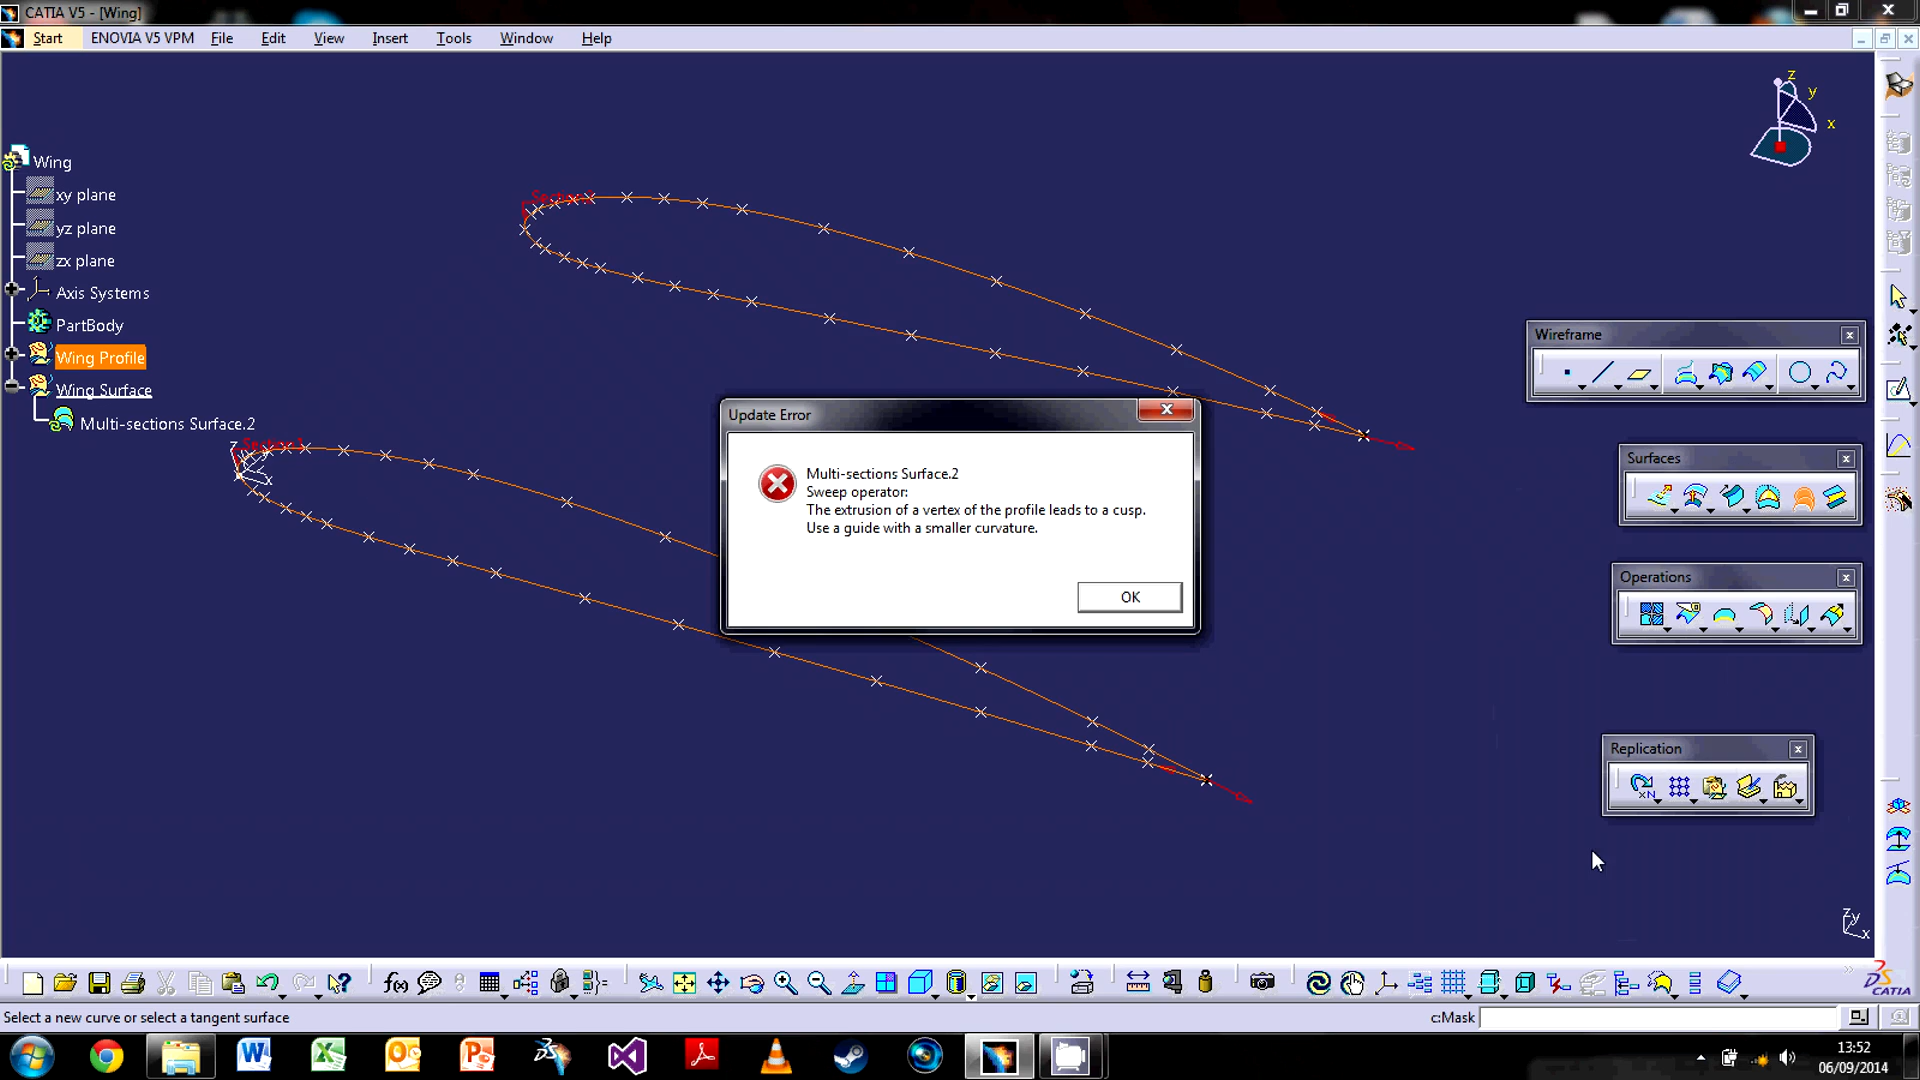 CATIA V5 - [Wing]
Start ENOVIA V5 VPM File Edit View Insert Tools Window Help
z
y
x
Wing
xy plane
yz plane
zx plane
Axis Systems
PartBody
Wing Profile
Wing Surface
Multi-sections Surface.2
Wireframe
Surfaces
Operations
Replication
Update Error
Multi-sections Surface.2
Sweep operator:
The extrusion of a vertex of the profile leads to a cusp.
Use a guide with a smaller curvature.
OK
z
x
z y
x
CATIA
Select a new curve or select a tangent surface
c:Mask
13:52
06/09/2014